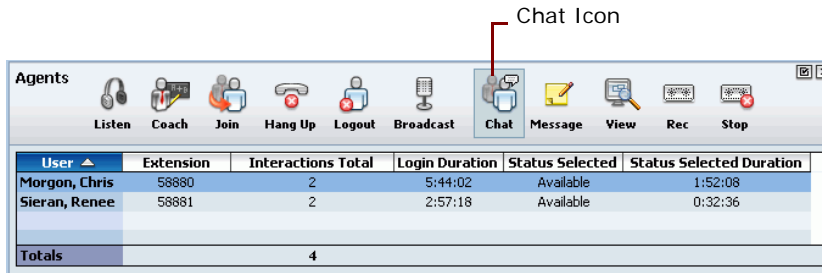 Chat Icon
Agents
Listen Coach Join Hang Up Logout Broadcast Chat Message View Rec Stop
User Extension Interactions Total Login Duration Status Selected Status Selected Duration
Morgon, Chris 58880 2 5:44:02 Available 1:52:08
Sieran, Renee 58881 2 2:57:18 Available 0:32:36
Totals 4